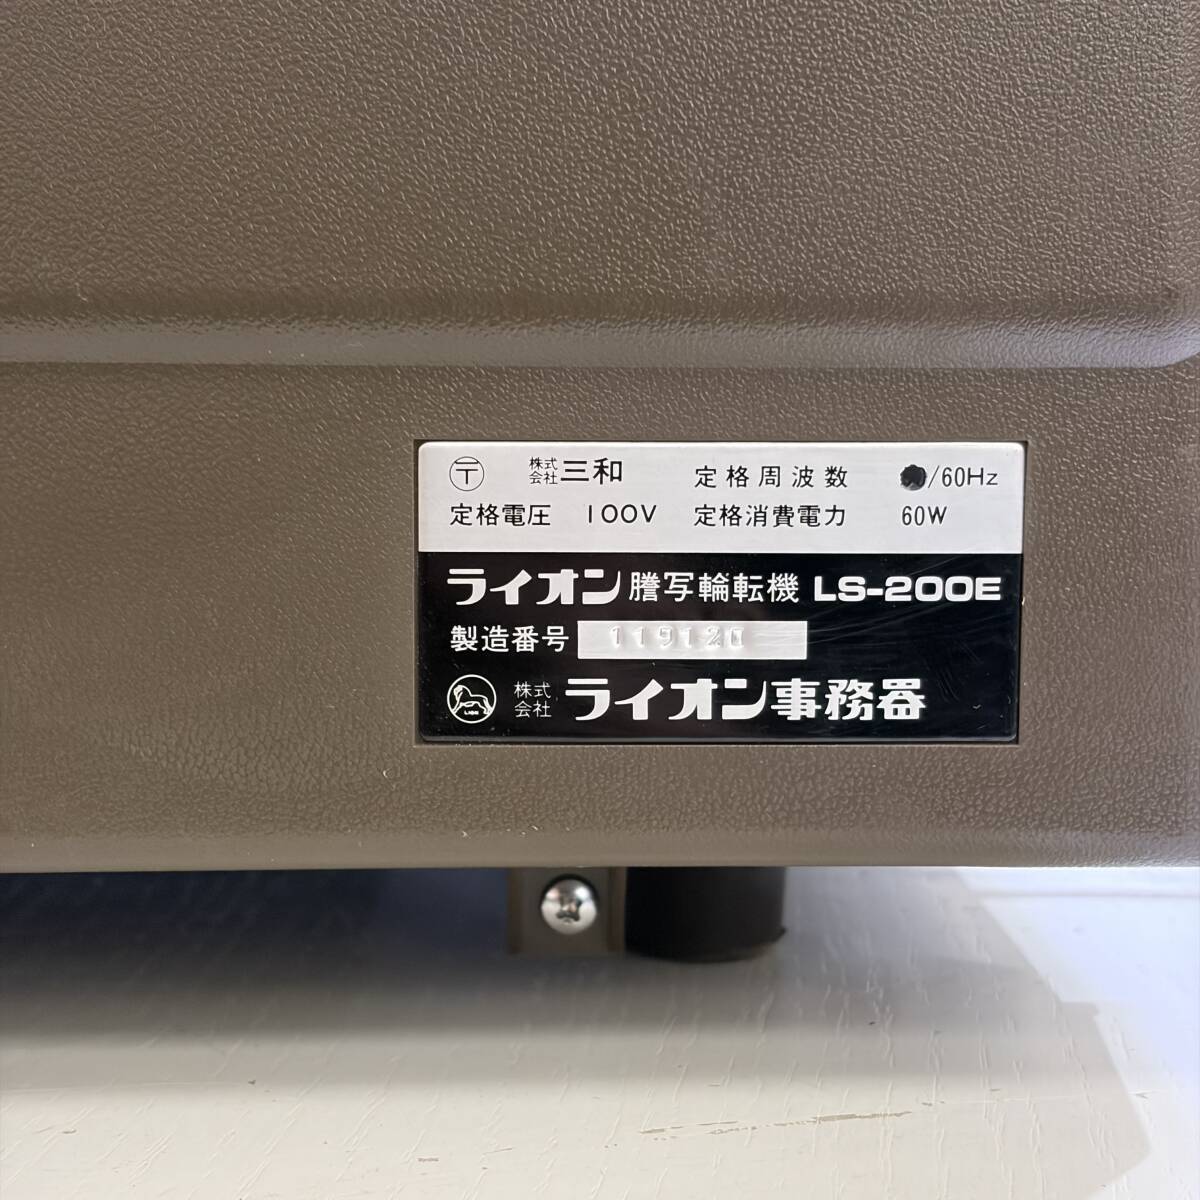 〒 株式会社 三和 定格周波数 /60Hz
定格電圧 100V 定格消費電力 60W
ライオン謄写輪転機 LS-200E
製造番号 119120
LION 株式会社 ライオン事務器